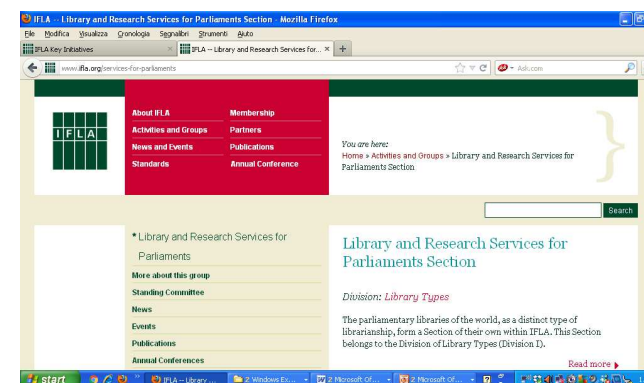 IFLA -- Library and Research Services for Parliaments Section - Mozilla Firefox
File Modifica Visualizza Cronologia Segnalibri Strumenti Aiuto
IFLA Key Initiatives × IFLA -- Library and Research Services for... × +
www.ifla.org/services-for-parliaments Ask.com
About IFLA Membership
Activities and Groups Partners
News and Events Publications
Standards Annual Conference
IFLA
You are here:
Home » Activities and Groups » Library and Research Services for
Parliaments Section
Search
* Library and Research Services for
Parliaments
More about this group
Standing Committee
News
Events
Publications
Annual Conferences
Library and Research Services for
Parliaments Section
Division: Library Types
The parliamentary libraries of the world, as a distinct type of
librarianship, form a Section of their own within IFLA. This Section
belongs to the Division of Library Types (Division I).
Read more
start IFLA -- Library ... 2 Windows Ex... 2 Microsoft Of... 2 Microsoft Of...